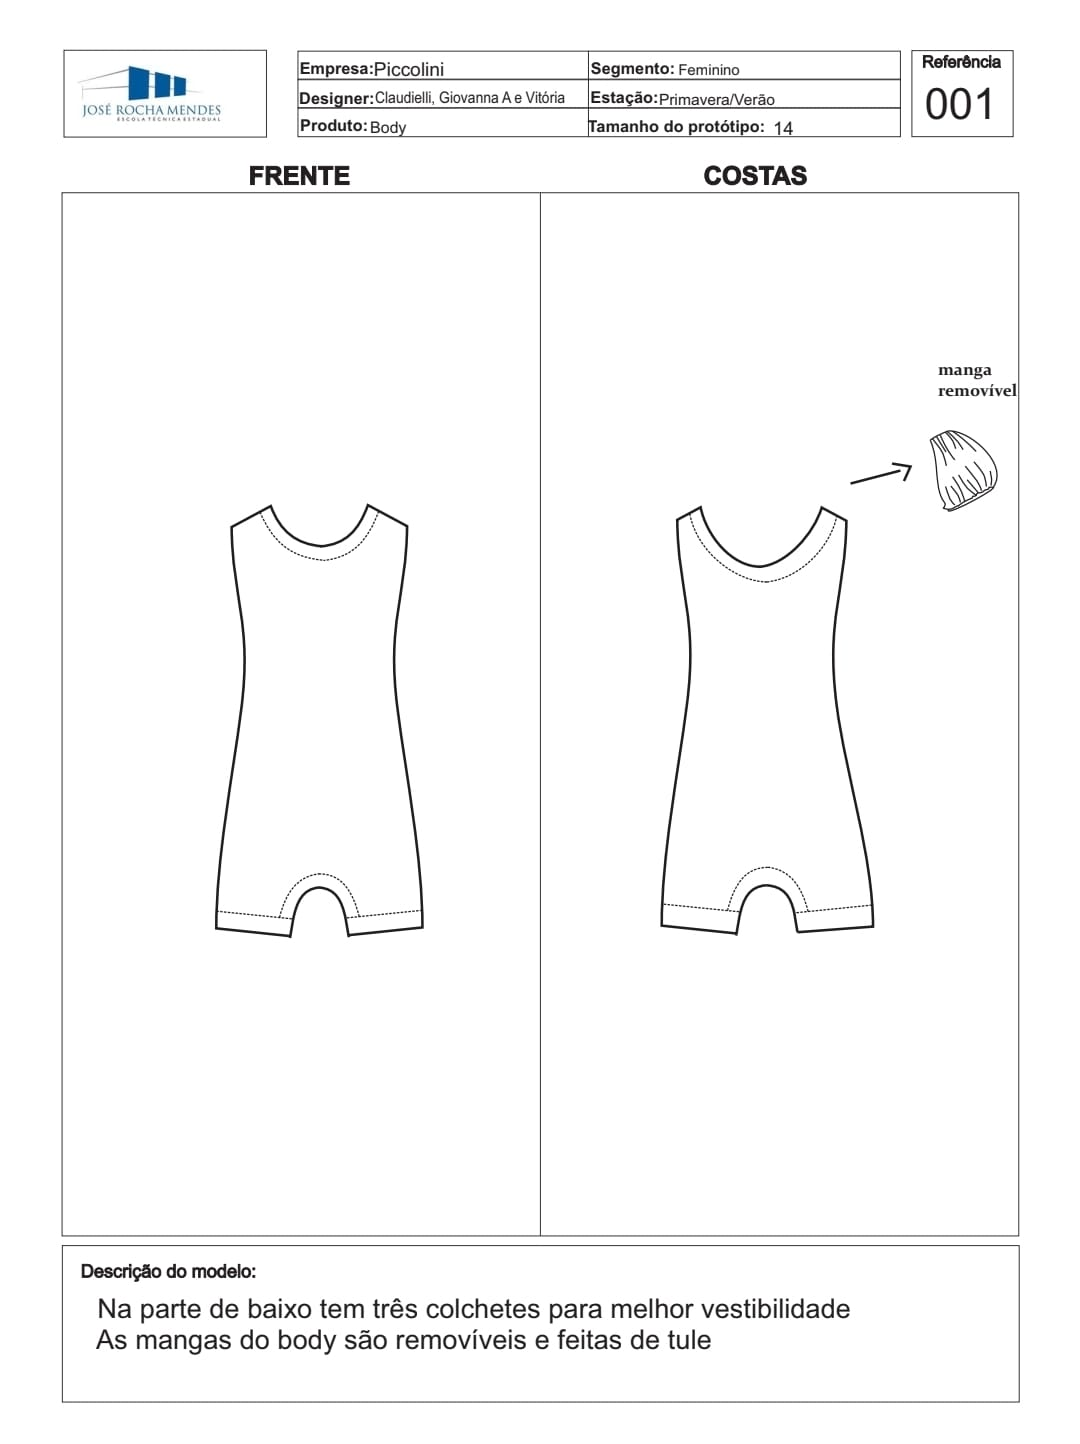 JOSÉ ROCHA MENDES
ESCOLA TÉCNICA ESTADUAL
Empresa:Piccolini
Segmento: Feminino
Designer:Claudielli, Giovanna A e Vitória
Estação:Primavera/Verão
Produto: Body
Tamanho do protótipo: 14
Referência
001
FRENTE
COSTAS
manga
removível
Descrição do modelo:
Na parte de baixo tem três colchetes para melhor vestibilidade
As mangas do body são removíveis e feitas de tule